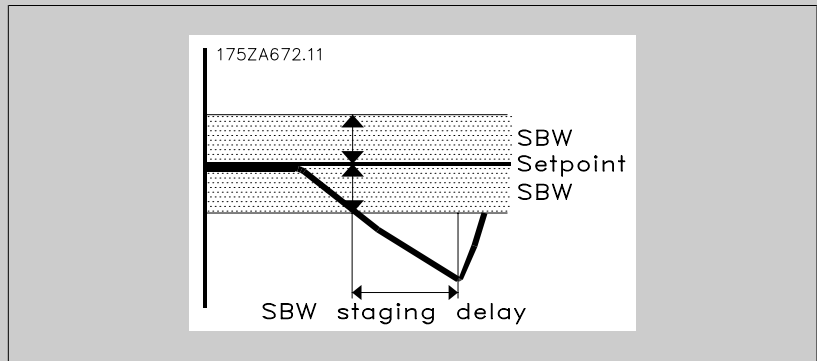 175ZA672.11
SBW
Setpoint
SBW
SBW staging delay